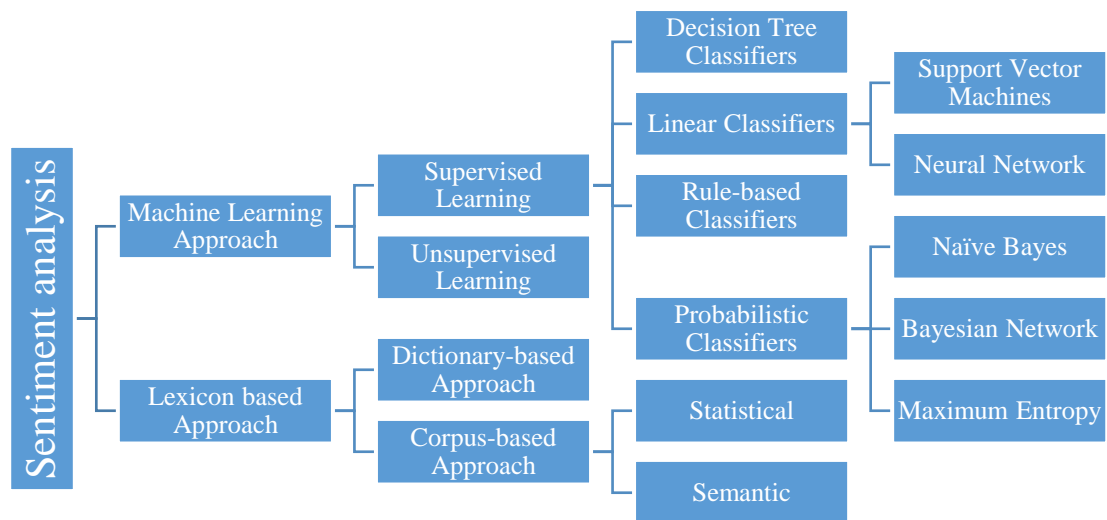 Sentiment analysis
Machine Learning
Approach
Supervised
Learning
Decision Tree
Classifiers
Linear Classifiers
Support Vector
Machines
Neural Network
Rule-based
Classifiers
Probabilistic
Classifiers
Naïve Bayes
Bayesian Network
Maximum Entropy
Unsupervised
Learning
Lexicon based
Approach
Dictionary-based
Approach
Corpus-based
Approach
Statistical
Semantic